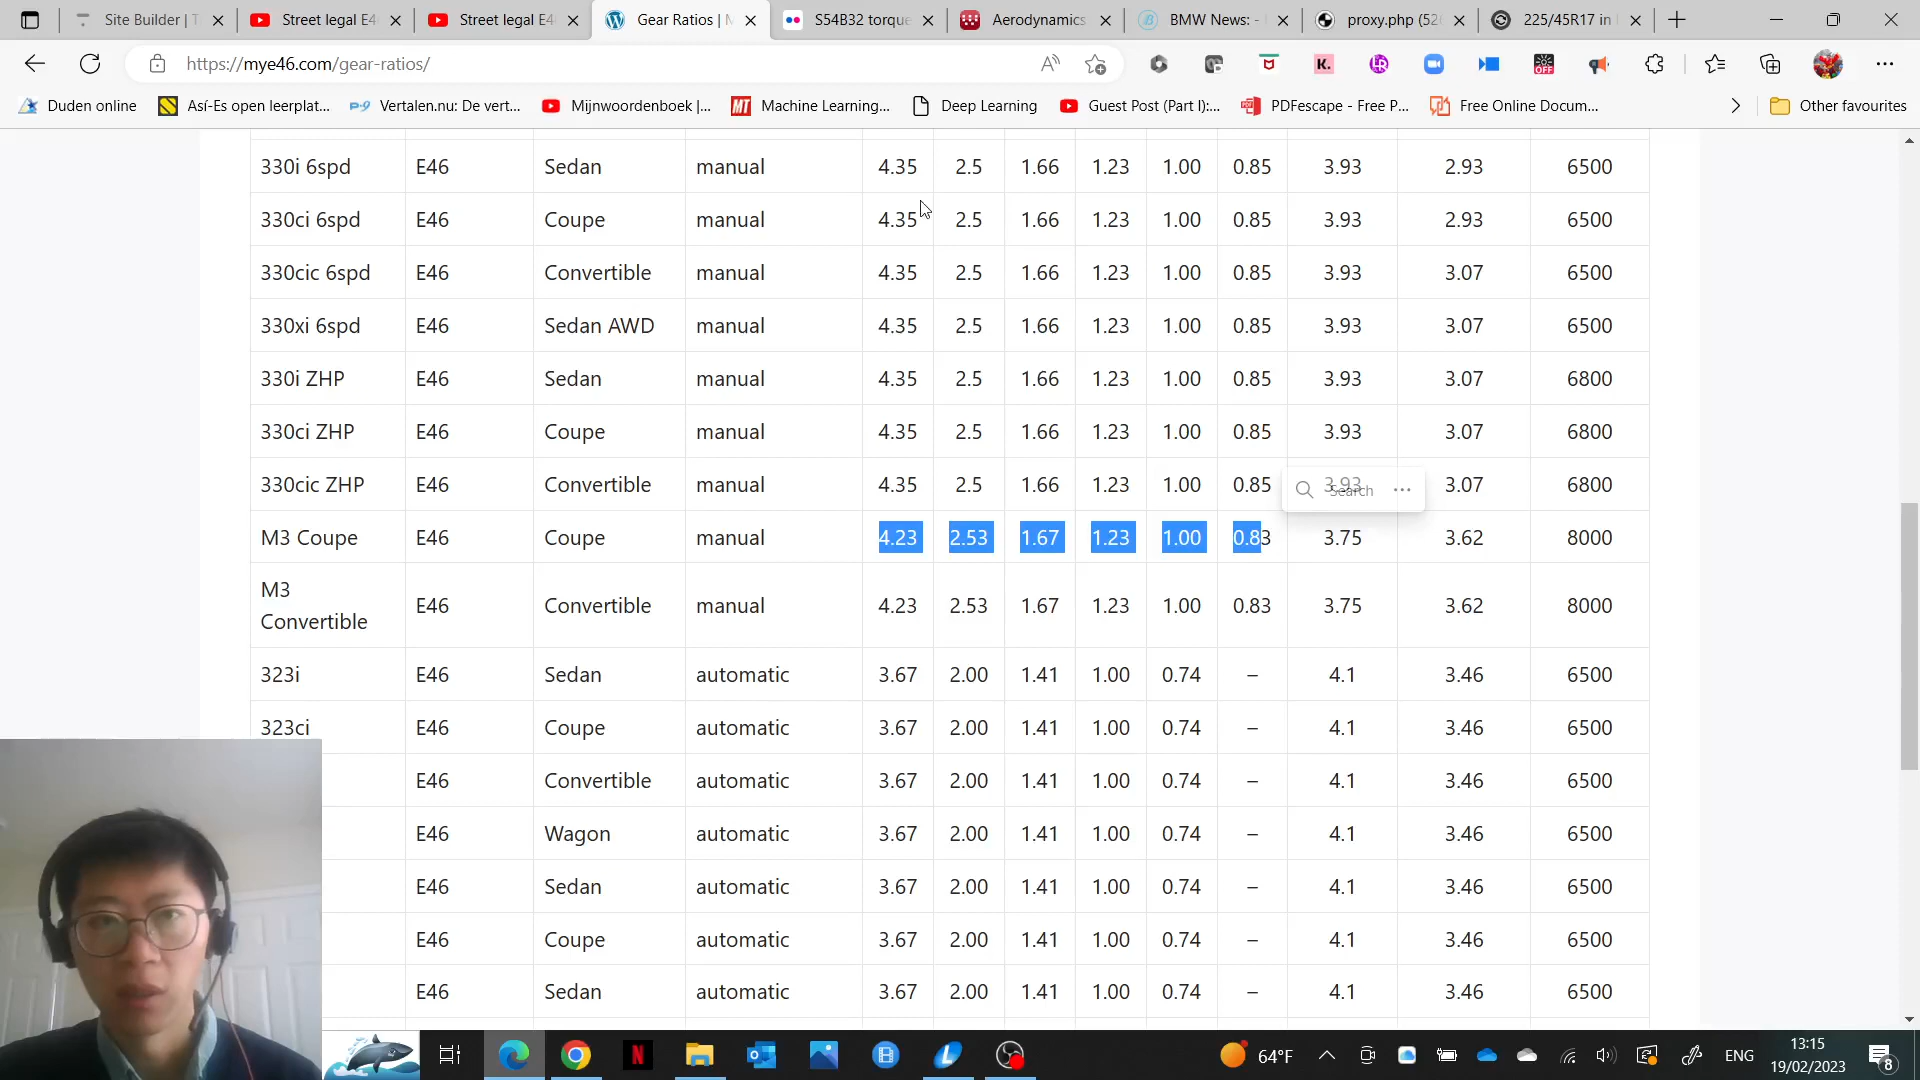 Site Builder | T
Street legal E4
Street legal E4
Gear Ratios | M
S54B32 torque
Aerodynamics
BMW News: -
proxy.php (52
225/45R17 in
https://mye46.com/gear-ratios/
K.
OFF
Duden online
Así-Es open leerplat...
Vertalen.nu: De vert...
Mijnwoordenboek |...
Machine Learning...
Deep Learning
Guest Post (Part I):...
PDFescape - Free P...
Free Online Docum...
Other favourites
330i 6spd E46 Sedan manual 4.35 2.5 1.66 1.23 1.00 0.85 3.93 2.93 6500
330ci 6spd E46 Coupe manual 4.35 2.5 1.66 1.23 1.00 0.85 3.93 2.93 6500
330cic 6spd E46 Convertible manual 4.35 2.5 1.66 1.23 1.00 0.85 3.93 3.07 6500
330xi 6spd E46 Sedan AWD manual 4.35 2.5 1.66 1.23 1.00 0.85 3.93 3.07 6500
330i ZHP E46 Sedan manual 4.35 2.5 1.66 1.23 1.00 0.85 3.93 3.07 6800
330ci ZHP E46 Coupe manual 4.35 2.5 1.66 1.23 1.00 0.85 3.93 3.07 6800
330cic ZHP E46 Convertible manual 4.35 2.5 1.66 1.23 1.00 0.85 3.93 3.07 6800
Search
M3 Coupe E46 Coupe manual 4.23 2.53 1.67 1.23 1.00 0.83 3.75 3.62 8000
M3
Convertible E46 Convertible manual 4.23 2.53 1.67 1.23 1.00 0.83 3.75 3.62 8000
323i E46 Sedan automatic 3.67 2.00 1.41 1.00 0.74 – 4.1 3.46 6500
323ci E46 Coupe automatic 3.67 2.00 1.41 1.00 0.74 – 4.1 3.46 6500
E46 Convertible automatic 3.67 2.00 1.41 1.00 0.74 – 4.1 3.46 6500
E46 Wagon automatic 3.67 2.00 1.41 1.00 0.74 – 4.1 3.46 6500
E46 Sedan automatic 3.67 2.00 1.41 1.00 0.74 – 4.1 3.46 6500
E46 Coupe automatic 3.67 2.00 1.41 1.00 0.74 – 4.1 3.46 6500
E46 Sedan automatic 3.67 2.00 1.41 1.00 0.74 – 4.1 3.46 6500
64°F
ENG
13:15
19/02/2023
8